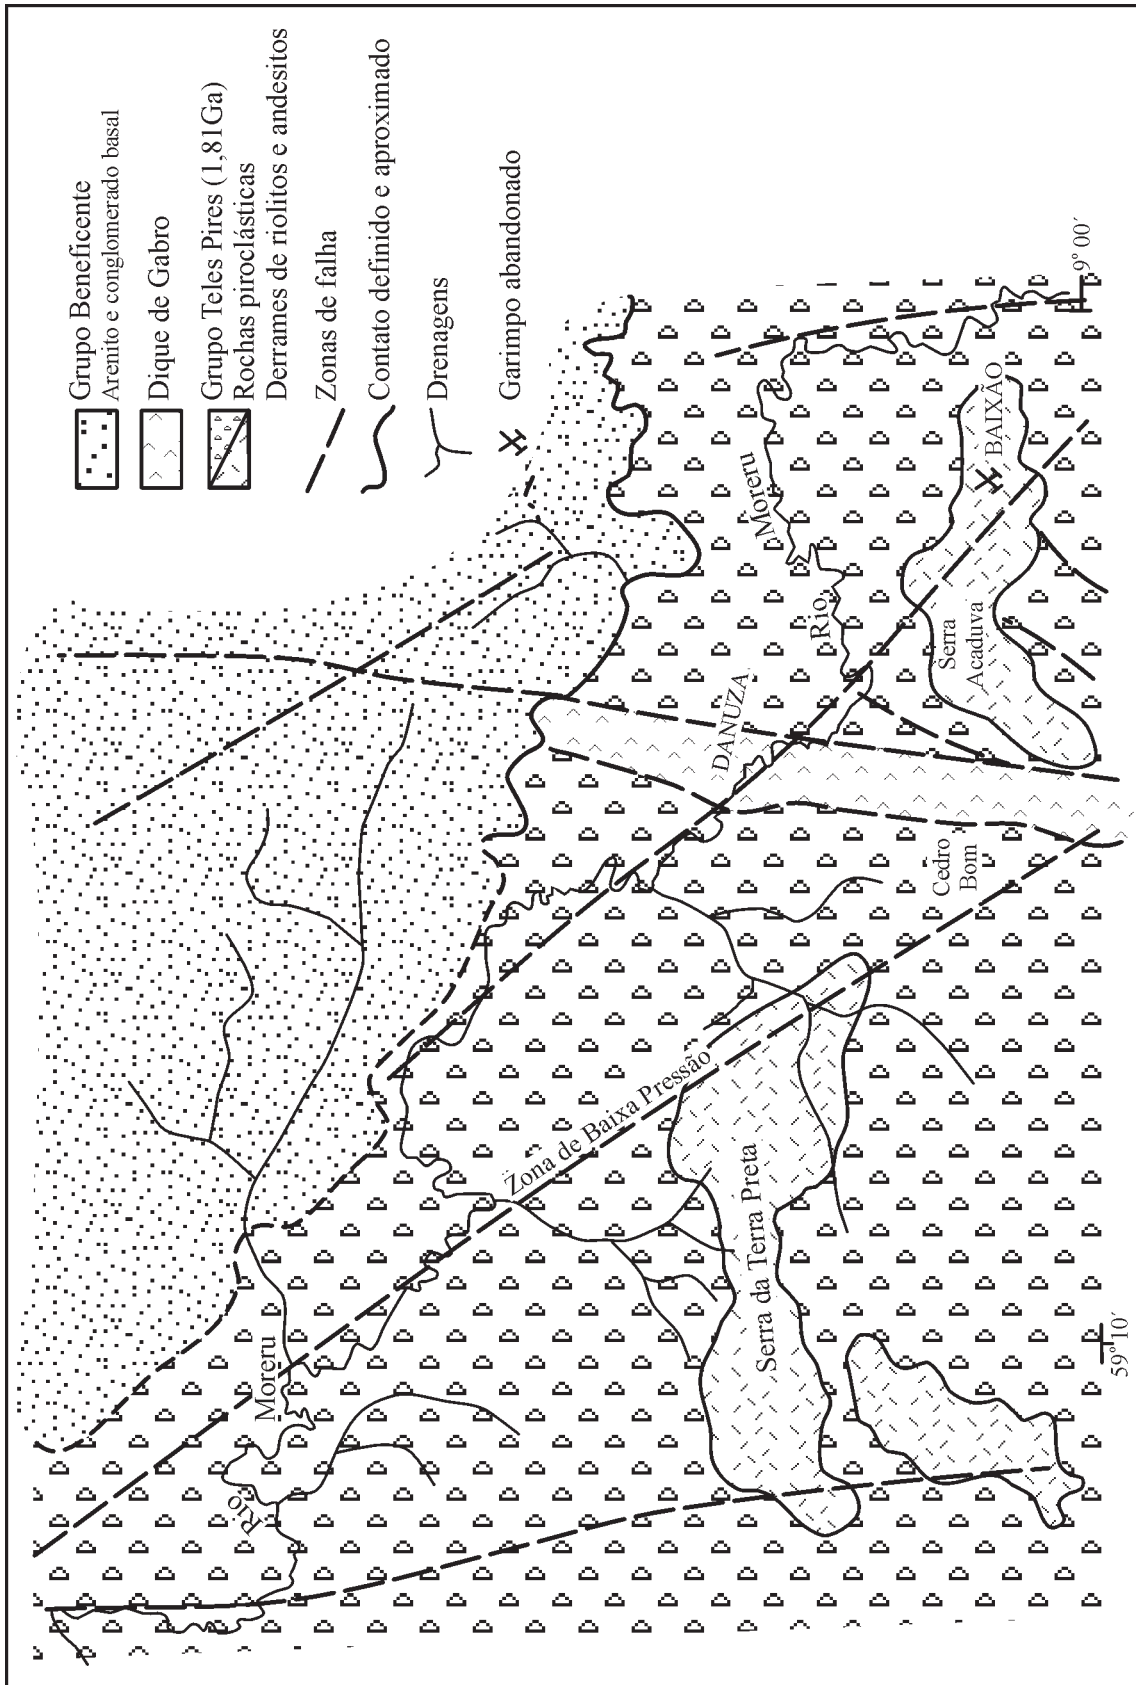 Grupo Beneficente
Arenito e conglomerado basal
Dique de Gabro
Grupo Teles Pires (1,81Ga)
Rochas piroclásticas
Derrames de riolitos e andesitos
Zonas de falha
Contato definido e aproximado
Drenagens
Garimpo abandonado
Rio
Moreru
Zona de Baixa Pressão
Serra da Terra Preta
DANUZA
Cedro
Bom
Rio
Moreru
Serra
Acaduva
BAIXÃO
59º 10´
9º 00´